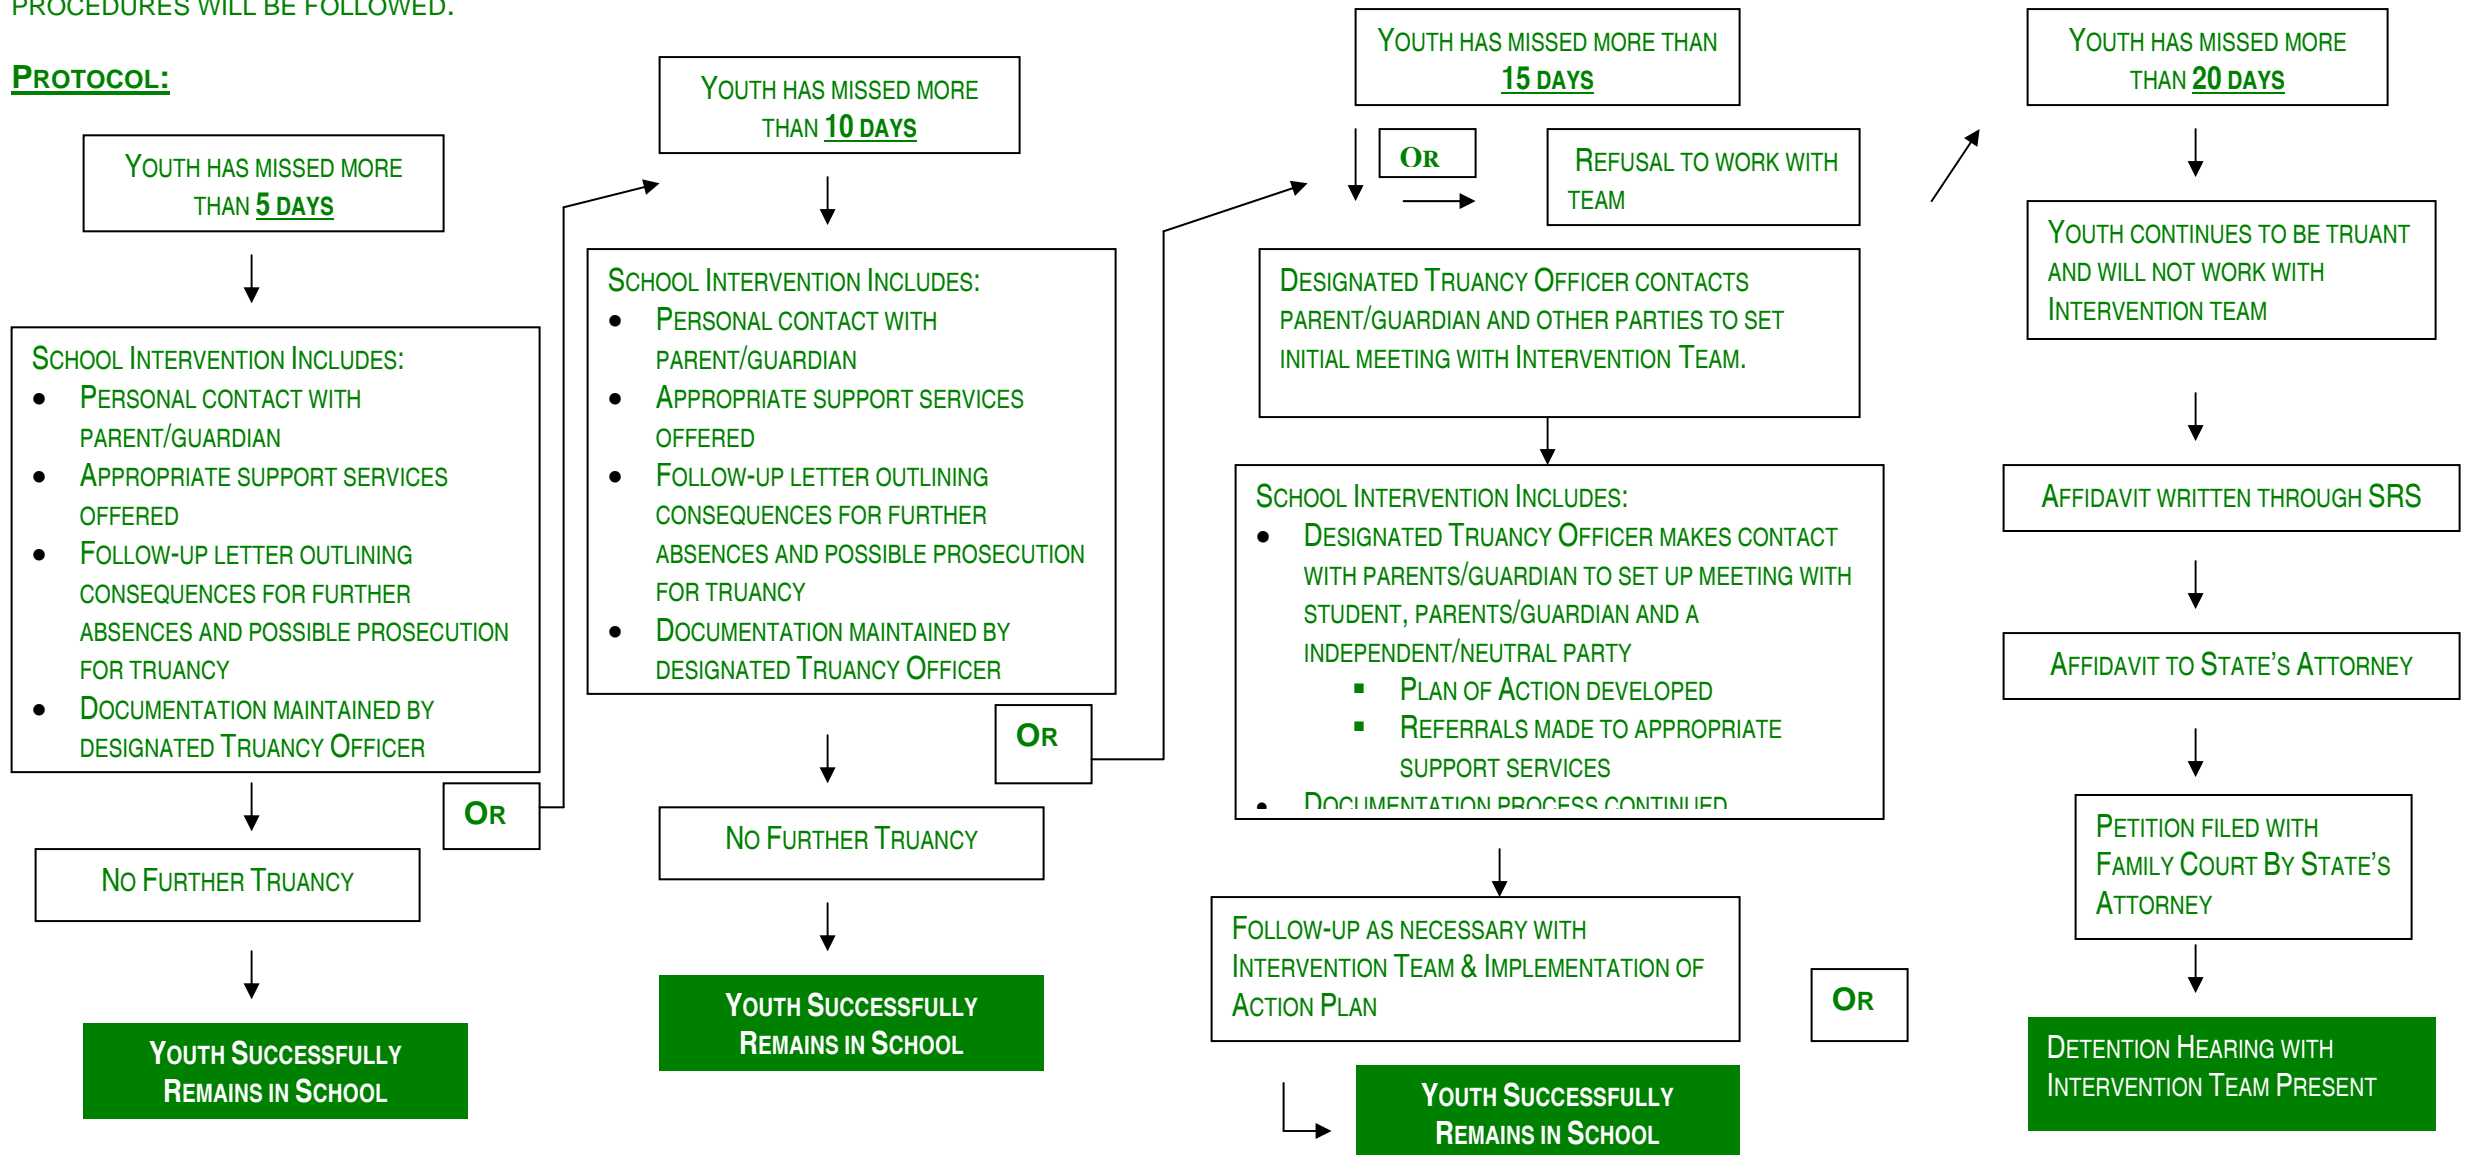 PROCEDURES WILL BE FOLLOWED.
PROTOCOL:
YOUTH HAS MISSED MORE
THAN 5 DAYS
SCHOOL INTERVENTION INCLUDES:
• PERSONAL CONTACT WITH
PARENT/GUARDIAN
• APPROPRIATE SUPPORT SERVICES
OFFERED
• FOLLOW-UP LETTER OUTLINING
CONSEQUENCES FOR FURTHER
ABSENCES AND POSSIBLE PROSECUTION
FOR TRUANCY
• DOCUMENTATION MAINTAINED BY
DESIGNATED TRUANCY OFFICER
OR
NO FURTHER TRUANCY
YOUTH SUCCESSFULLY
REMAINS IN SCHOOL
YOUTH HAS MISSED MORE
THAN 10 DAYS
SCHOOL INTERVENTION INCLUDES:
• PERSONAL CONTACT WITH
PARENT/GUARDIAN
• APPROPRIATE SUPPORT SERVICES
OFFERED
• FOLLOW-UP LETTER OUTLINING
CONSEQUENCES FOR FURTHER
ABSENCES AND POSSIBLE PROSECUTION
FOR TRUANCY
• DOCUMENTATION MAINTAINED BY
DESIGNATED TRUANCY OFFICER
OR
NO FURTHER TRUANCY
YOUTH SUCCESSFULLY
REMAINS IN SCHOOL
YOUTH HAS MISSED MORE THAN
15 DAYS
OR
REFUSAL TO WORK WITH
TEAM
DESIGNATED TRUANCY OFFICER CONTACTS
PARENT/GUARDIAN AND OTHER PARTIES TO SET
INITIAL MEETING WITH INTERVENTION TEAM.
SCHOOL INTERVENTION INCLUDES:
• DESIGNATED TRUANCY OFFICER MAKES CONTACT
WITH PARENTS/GUARDIAN TO SET UP MEETING WITH
STUDENT, PARENTS/GUARDIAN AND A
INDEPENDENT/NEUTRAL PARTY
▪ PLAN OF ACTION DEVELOPED
▪ REFERRALS MADE TO APPROPRIATE
SUPPORT SERVICES
• DOCUMENTATION PROCESS CONTINUED
FOLLOW-UP AS NECESSARY WITH
INTERVENTION TEAM & IMPLEMENTATION OF
ACTION PLAN
OR
YOUTH SUCCESSFULLY
REMAINS IN SCHOOL
YOUTH HAS MISSED MORE
THAN 20 DAYS
YOUTH CONTINUES TO BE TRUANT
AND WILL NOT WORK WITH
INTERVENTION TEAM
AFFIDAVIT WRITTEN THROUGH SRS
AFFIDAVIT TO STATE'S ATTORNEY
PETITION FILED WITH
FAMILY COURT BY STATE'S
ATTORNEY
DETENTION HEARING WITH
INTERVENTION TEAM PRESENT